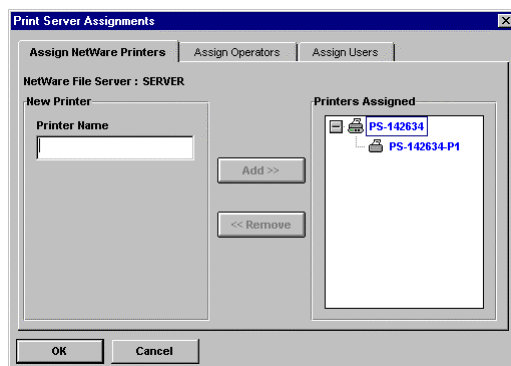 Print Server Assignments
Assign NetWare Printers
Assign Operators
Assign Users
NetWare File Server : SERVER
New Printer
Printer Name
Add >>
<< Remove
Printers Assigned
PS-142634
PS-142634-P1
OK
Cancel